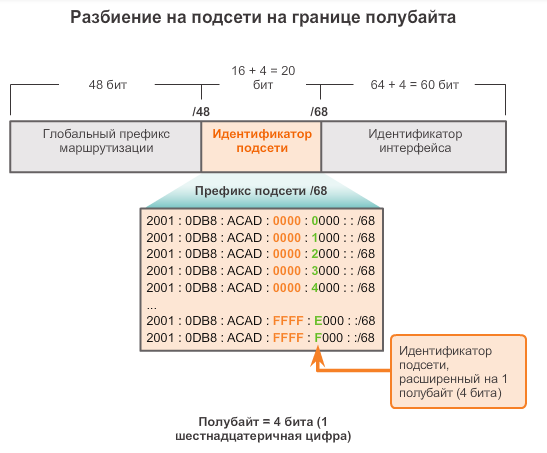 Разбиение на подсети на границе полубайта
16 + 4 = 20
бит
48 бит
64 + 4 = 60 бит
/48
/68
Глобальный префикс
маршрутизации
Идентификатор
подсети
Идентификатор
интерфейса
Префикс подсети /68
2001 : 0DB8 : ACAD : 0000 : 0000 : : /68
2001 : 0DB8 : ACAD : 0000 : 1000 : : /68
2001 : 0DB8 : ACAD : 0000 : 2000 : : /68
2001 : 0DB8 : ACAD : 0000 : 3000 : : /68
2001 : 0DB8 : ACAD : 0000 : 4000 : : /68
...
2001 : 0DB8 : ACAD : FFFF : E000 : :/68
2001 : 0DB8 : ACAD : FFFF : F000 : :/68
Идентификатор
подсети,
расширенный на 1
полубайт (4 бита)
Полубайт = 4 бита (1
шестнадцатеричная цифра)